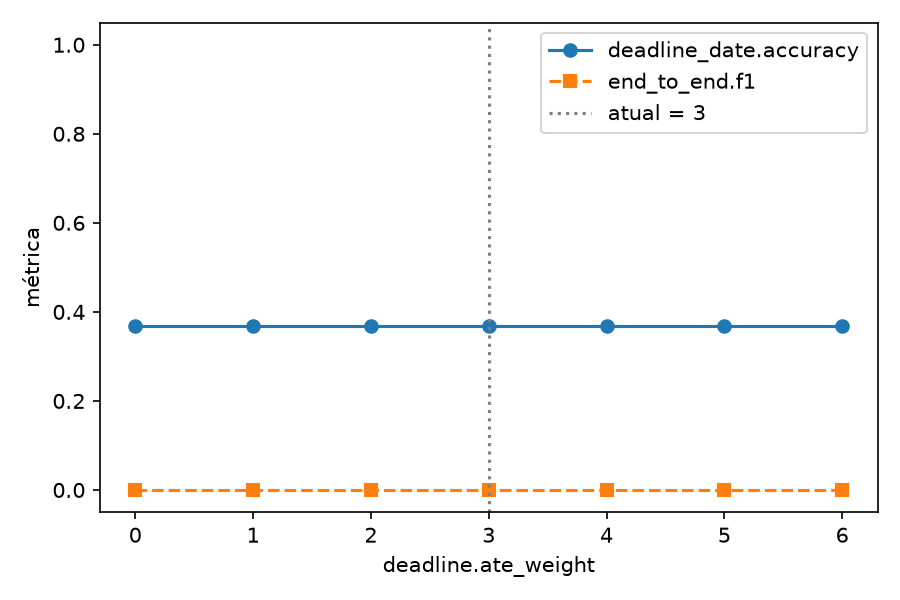 deadline_date.accuracy
end_to_end.f1
atual = 3
métrica
1.0
0.8
0.6
0.4
0.2
0.0
0 1 2 3 4 5 6
deadline.ate_weight